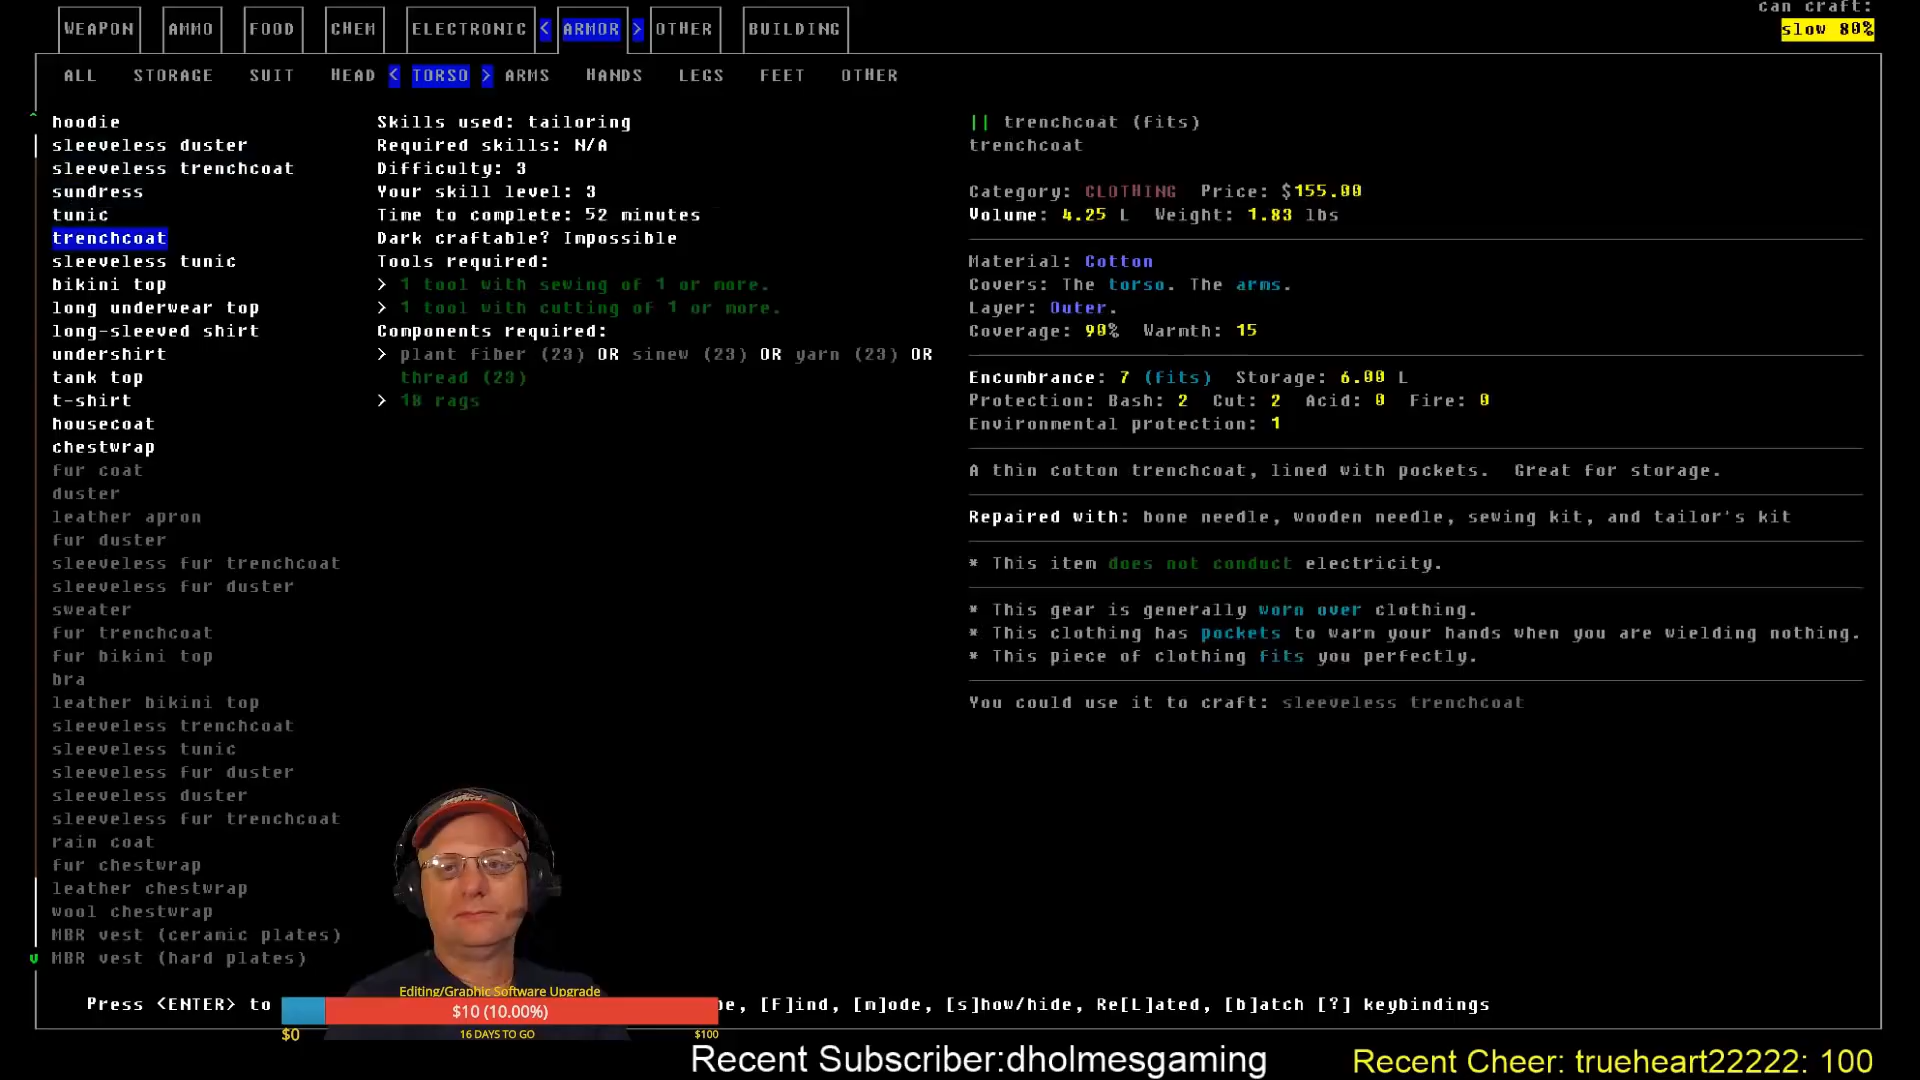 can craft:
WEAPON AMMO FOOD CHEM ELECTRONIC < ARMOR > OTHER BUILDING
slow 80%
ALL STORAGE SUIT HEAD < TORSO > ARMS HANDS LEGS FEET OTHER
hoodie
sleeveless duster
sleeveless trenchcoat
sundress
tunic
trenchcoat
sleeveless tunic
bikini top
long underwear top
long-sleeved shirt
undershirt
tank top
t-shirt
housecoat
chestwrap
fur coat
duster
leather apron
fur duster
sleeveless fur trenchcoat
sleeveless fur duster
sweater
fur trenchcoat
fur bikini top
bra
leather bikini top
sleeveless trenchcoat
sleeveless tunic
sleeveless fur duster
sleeveless duster
sleeveless fur trenchcoat
rain coat
fur chestwrap
leather chestwrap
wool chestwrap
MBR vest (ceramic plates)
v MBR vest (hard plates)
Skills used: tailoring
Required skills: N/A
Difficulty: 3
Your skill level: 3
Time to complete: 52 minutes
Dark craftable? Impossible
Tools required:
> 1 tool with sewing of 1 or more.
> 1 tool with cutting of 1 or more.
Components required:
> plant fiber (23) OR sinew (23) OR yarn (23) OR
thread (23)
> 18 rags
|| trenchcoat (fits)
trenchcoat
Category: CLOTHING Price: $155.00
Volume: 4.25 L Weight: 1.83 lbs
Material: Cotton
Covers: The torso. The arms.
Layer: Outer.
Coverage: 90% Warmth: 15
Encumbrance: 7 (fits) Storage: 6.00 L
Protection: Bash: 2 Cut: 2 Acid: 0 Fire: 0
Environmental protection: 1
A thin cotton trenchcoat, lined with pockets. Great for storage.
Repaired with: bone needle, wooden needle, sewing kit, and tailor's kit
* This item does not conduct electricity.
* This gear is generally worn over clothing.
* This clothing has pockets to warm your hands when you are wielding nothing.
* This piece of clothing fits you perfectly.
You could use it to craft: sleeveless trenchcoat
Press <ENTER> to
pe, [F]ind, [m]ode, [s]how/hide, Re[L]ated, [b]atch [?] keybindings
Editing/Graphic Software Upgrade
$10 (10.00%)
$0 16 DAYS TO GO $100
Recent Subscriber:dholmesgaming
Recent Cheer: trueheart22222: 100